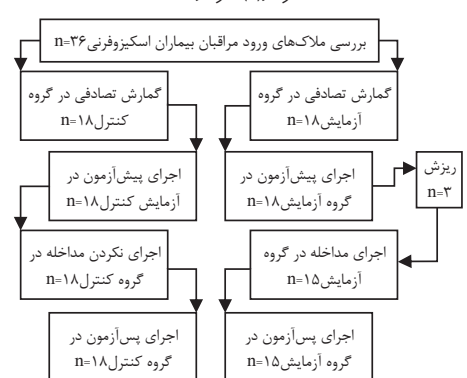 بررسی ملاک‌های ورود مراقبان بیماران اسکیزوفرنی n=۳۶
گمارش تصادفی در گروه
آزمایش n=۱۸
گمارش تصادفی در گروه
کنترل n=۱۸
ریزش
n=۳
اجرای پیش‌آزمون در
گروه آزمایش n=۱۸
اجرای پیش‌آزمون در
آزمایش کنترل n=۱۸
اجرای مداخله در گروه
آزمایش n=۱۵
اجرای نکردن مداخله در
گروه کنترل n=۱۸
اجرای پس‌آزمون در
گروه آزمایش n=۱۵
اجرای پس‌آزمون در
گروه کنترل n=۱۸